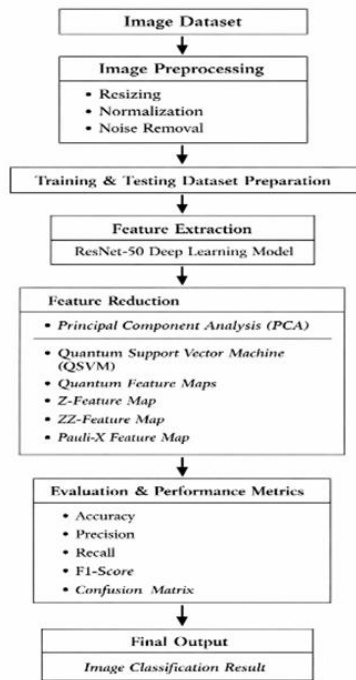 Image Dataset
Image Preprocessing
• Resizing
• Normalization
• Noise Removal
Training & Testing Dataset Preparation
Feature Extraction
ResNet-50 Deep Learning Model
Feature Reduction
• Principal Component Analysis (PCA)
• Quantum Support Vector Machine
(QSVM)
• Quantum Feature Maps
• Z-Feature Map
• ZZ-Feature Map
• Pauli-X Feature Map
Evaluation & Performance Metrics
• Accuracy
• Precision
• Recall
• F1-Score
• Confusion Matrix
Final Output
Image Classification Result